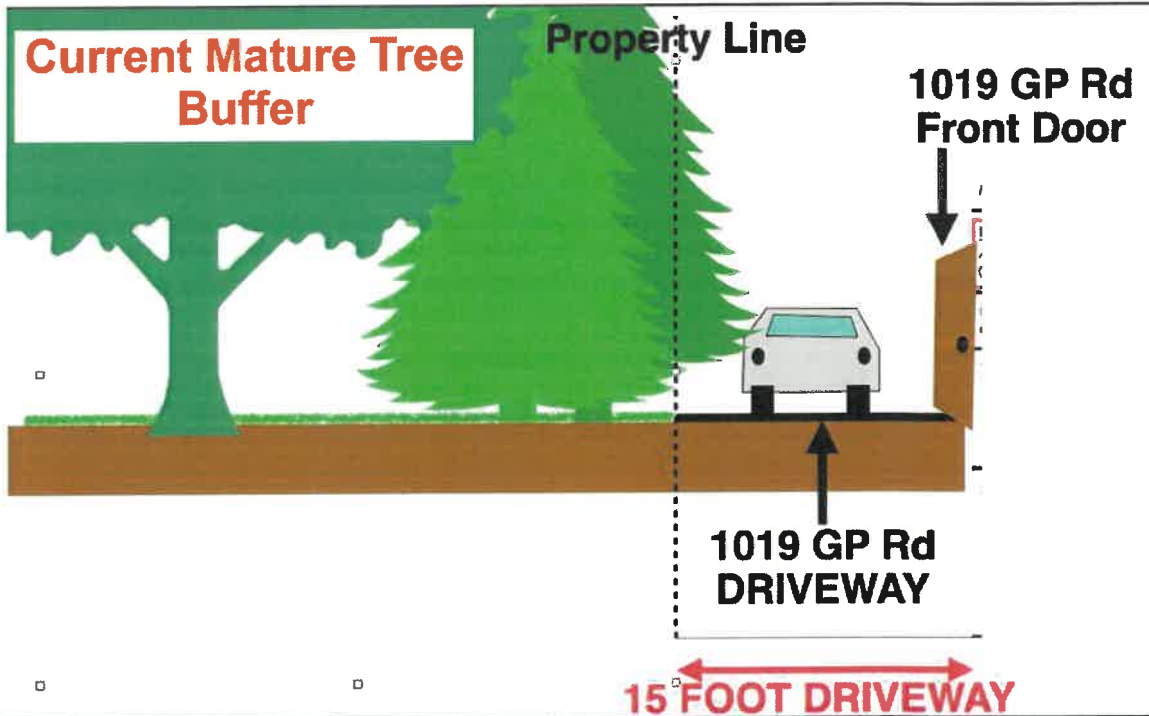 Current Mature Tree
Buffer
Property Line
1019 GP Rd
Front Door
1019 GP Rd
DRIVEWAY
15 FOOT DRIVEWAY